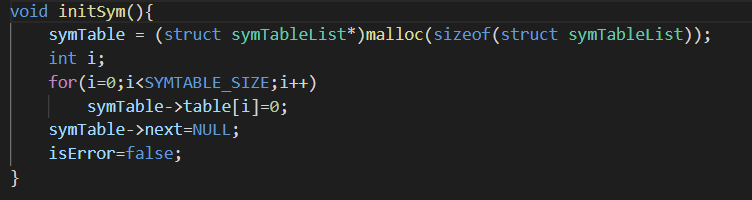 void initSym(){
    symTable = (struct symTableList*)malloc(sizeof(struct symTableList));
    int i;
    for(i=0;i<SYMTABLE_SIZE;i++)
        symTable->table[i]=0;
    symTable->next=NULL;
    isError=false;
}